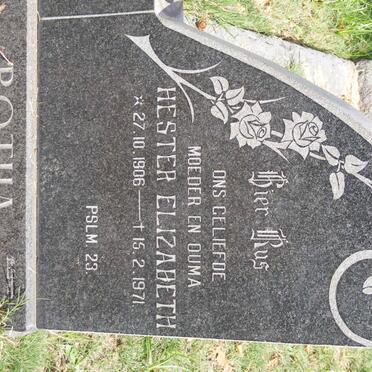 Hier Rus
ONS GELIEFDE
MOEDER EN OUMA
HESTER ELIZABETH
* 27.10.1906 — † 15.2.1971
PSLM 23.
BOTHA